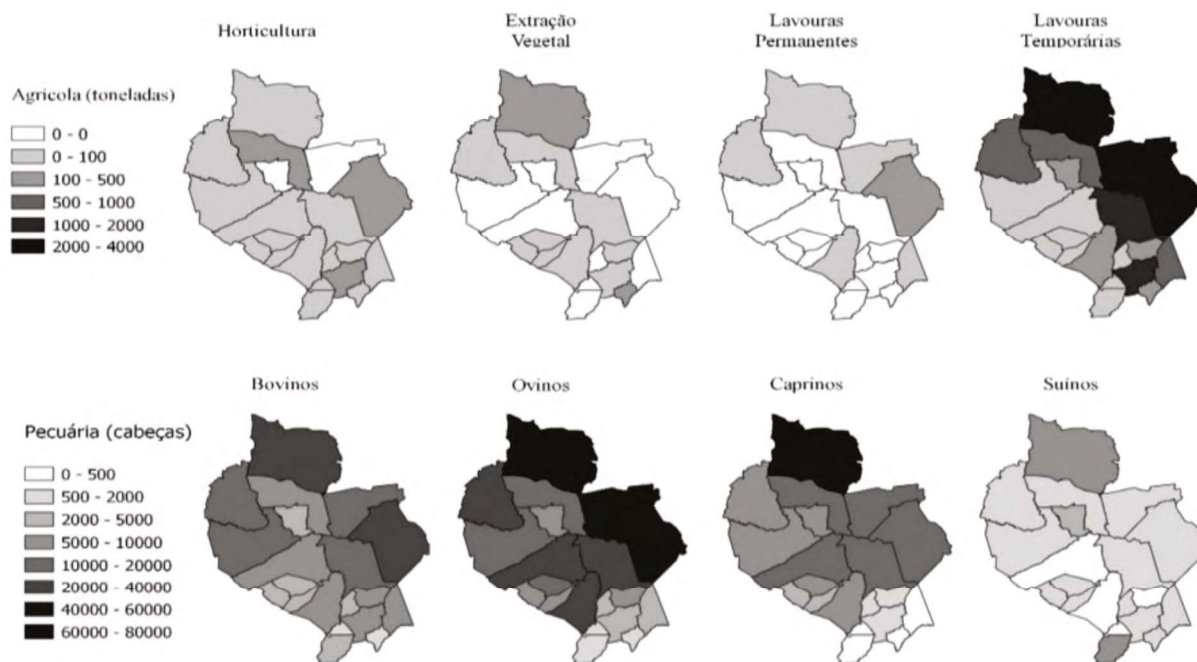 Horticultura
Extração
Vegetal
Lavouras
Permanentes
Lavouras
Temporárias
Agrícola (toneladas)
0 - 0
0 - 100
100 - 500
500 - 1000
1000 - 2000
2000 - 4000
Bovinos
Ovinos
Caprinos
Suínos
Pecuária (cabeças)
0 - 500
500 - 2000
2000 - 5000
5000 - 10000
10000 - 20000
20000 - 40000
40000 - 60000
60000 - 80000